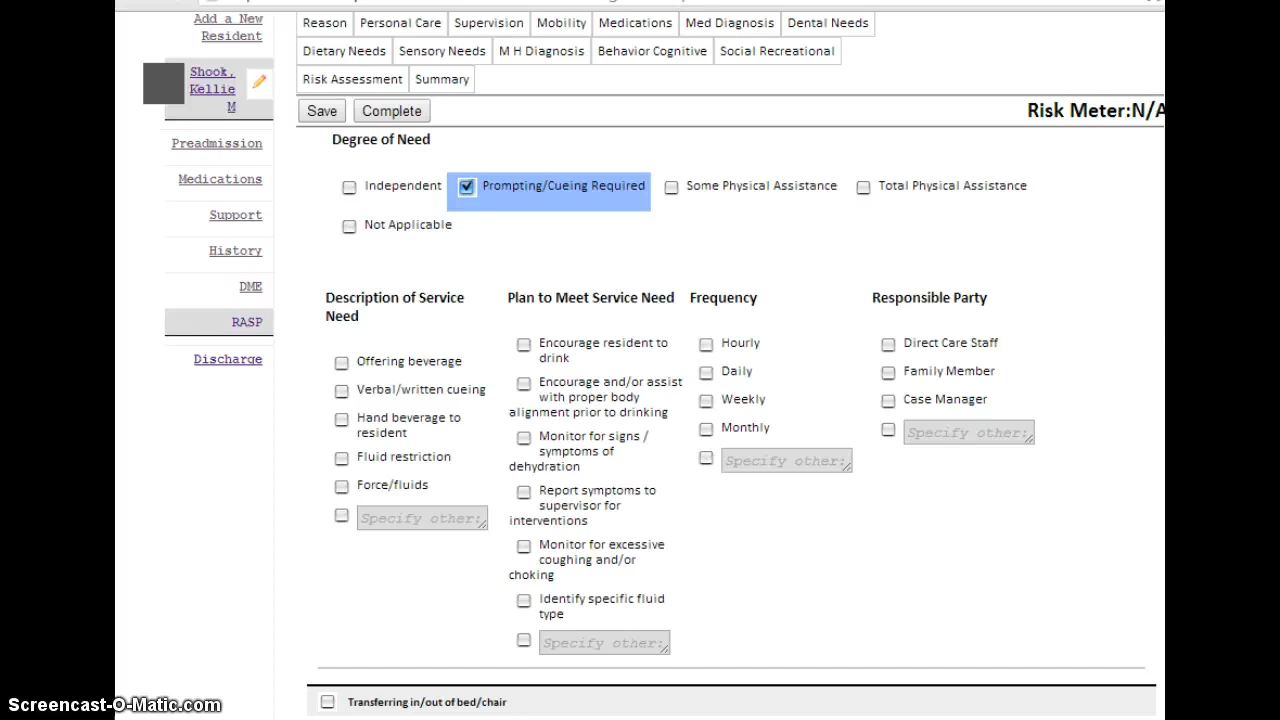 Add a New
Resident
Shook,
Kellie
M
Preadmission
Medications
Support
History
DME
RASP
Discharge
Reason Personal Care Supervision Mobility Medications Med Diagnosis Dental Needs
Dietary Needs Sensory Needs M H Diagnosis Behavior Cognitive Social Recreational
Risk Assessment Summary
Save Complete Risk Meter:N/A
Degree of Need
Independent Prompting/Cueing Required Some Physical Assistance Total Physical Assistance
Not Applicable
Description of Service
Need
Offering beverage
Verbal/written cueing
Hand beverage to
resident
Fluid restriction
Force/fluids
Specify other:
Plan to Meet Service Need
Encourage resident to
drink
Encourage and/or assist
with proper body
alignment prior to drinking
Monitor for signs /
symptoms of
dehydration
Report symptoms to
supervisor for
interventions
Monitor for excessive
coughing and/or
choking
Identify specific fluid
type
Specify other:
Frequency
Hourly
Daily
Weekly
Monthly
Specify other:
Responsible Party
Direct Care Staff
Family Member
Case Manager
Specify other:
Transferring in/out of bed/chair
Screencast-O-Matic.com